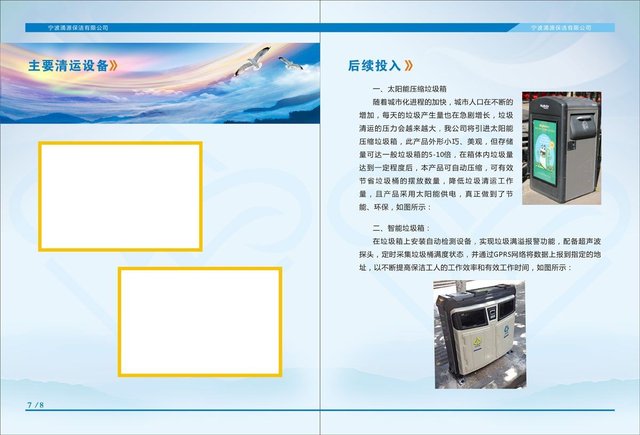 宁波涌源保洁有限公司
主要清运设备》
7 / 8
宁波涌源保洁有限公司
后续投入》
一、太阳能压缩垃圾箱
随着城市化进程的加快，城市人口在不断的
增加，每天的垃圾产生量也在急剧增长，垃圾
清运的压力会越来越大，我公司将引进太阳能
压缩垃圾箱，此产品外形小巧、美观，但存储
量可达一般垃圾箱的5-10倍，在箱体内垃圾量
达到一定程度后，本产品可自动压缩，可有效
节省垃圾桶的摆放数量，降低垃圾清运工作
量，且产品采用太阳能供电，真正做到了节
能、环保，如图所示：
二、智能垃圾箱：
在垃圾箱上安装自动检测设备，实现垃圾满溢报警功能，配备超声波
探头，定时采集垃圾桶满度状态，并通过GPRS网络将数据上报到指定的地
址，以不断提高保洁工人的工作效率和有效工作时间，如图所示：